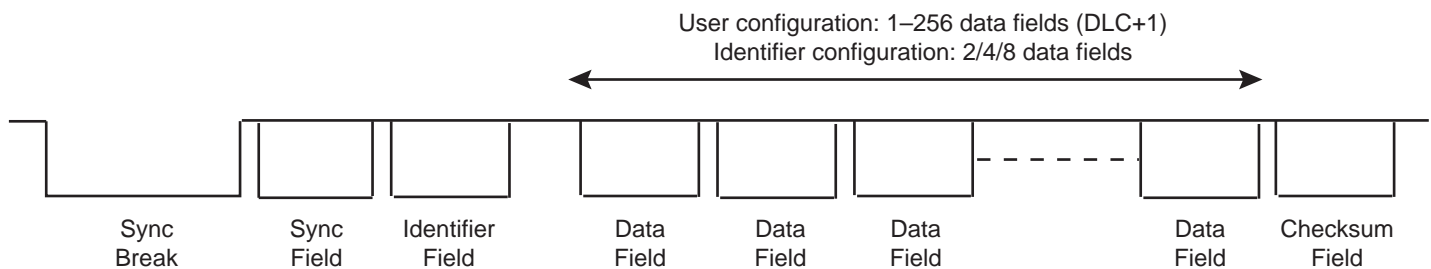 User configuration: 1–256 data fields (DLC+1)
Identifier configuration: 2/4/8 data fields
Sync
Break
Sync
Field
Identifier
Field
Data
Field
Data
Field
Data
Field
Data
Field
Checksum
Field